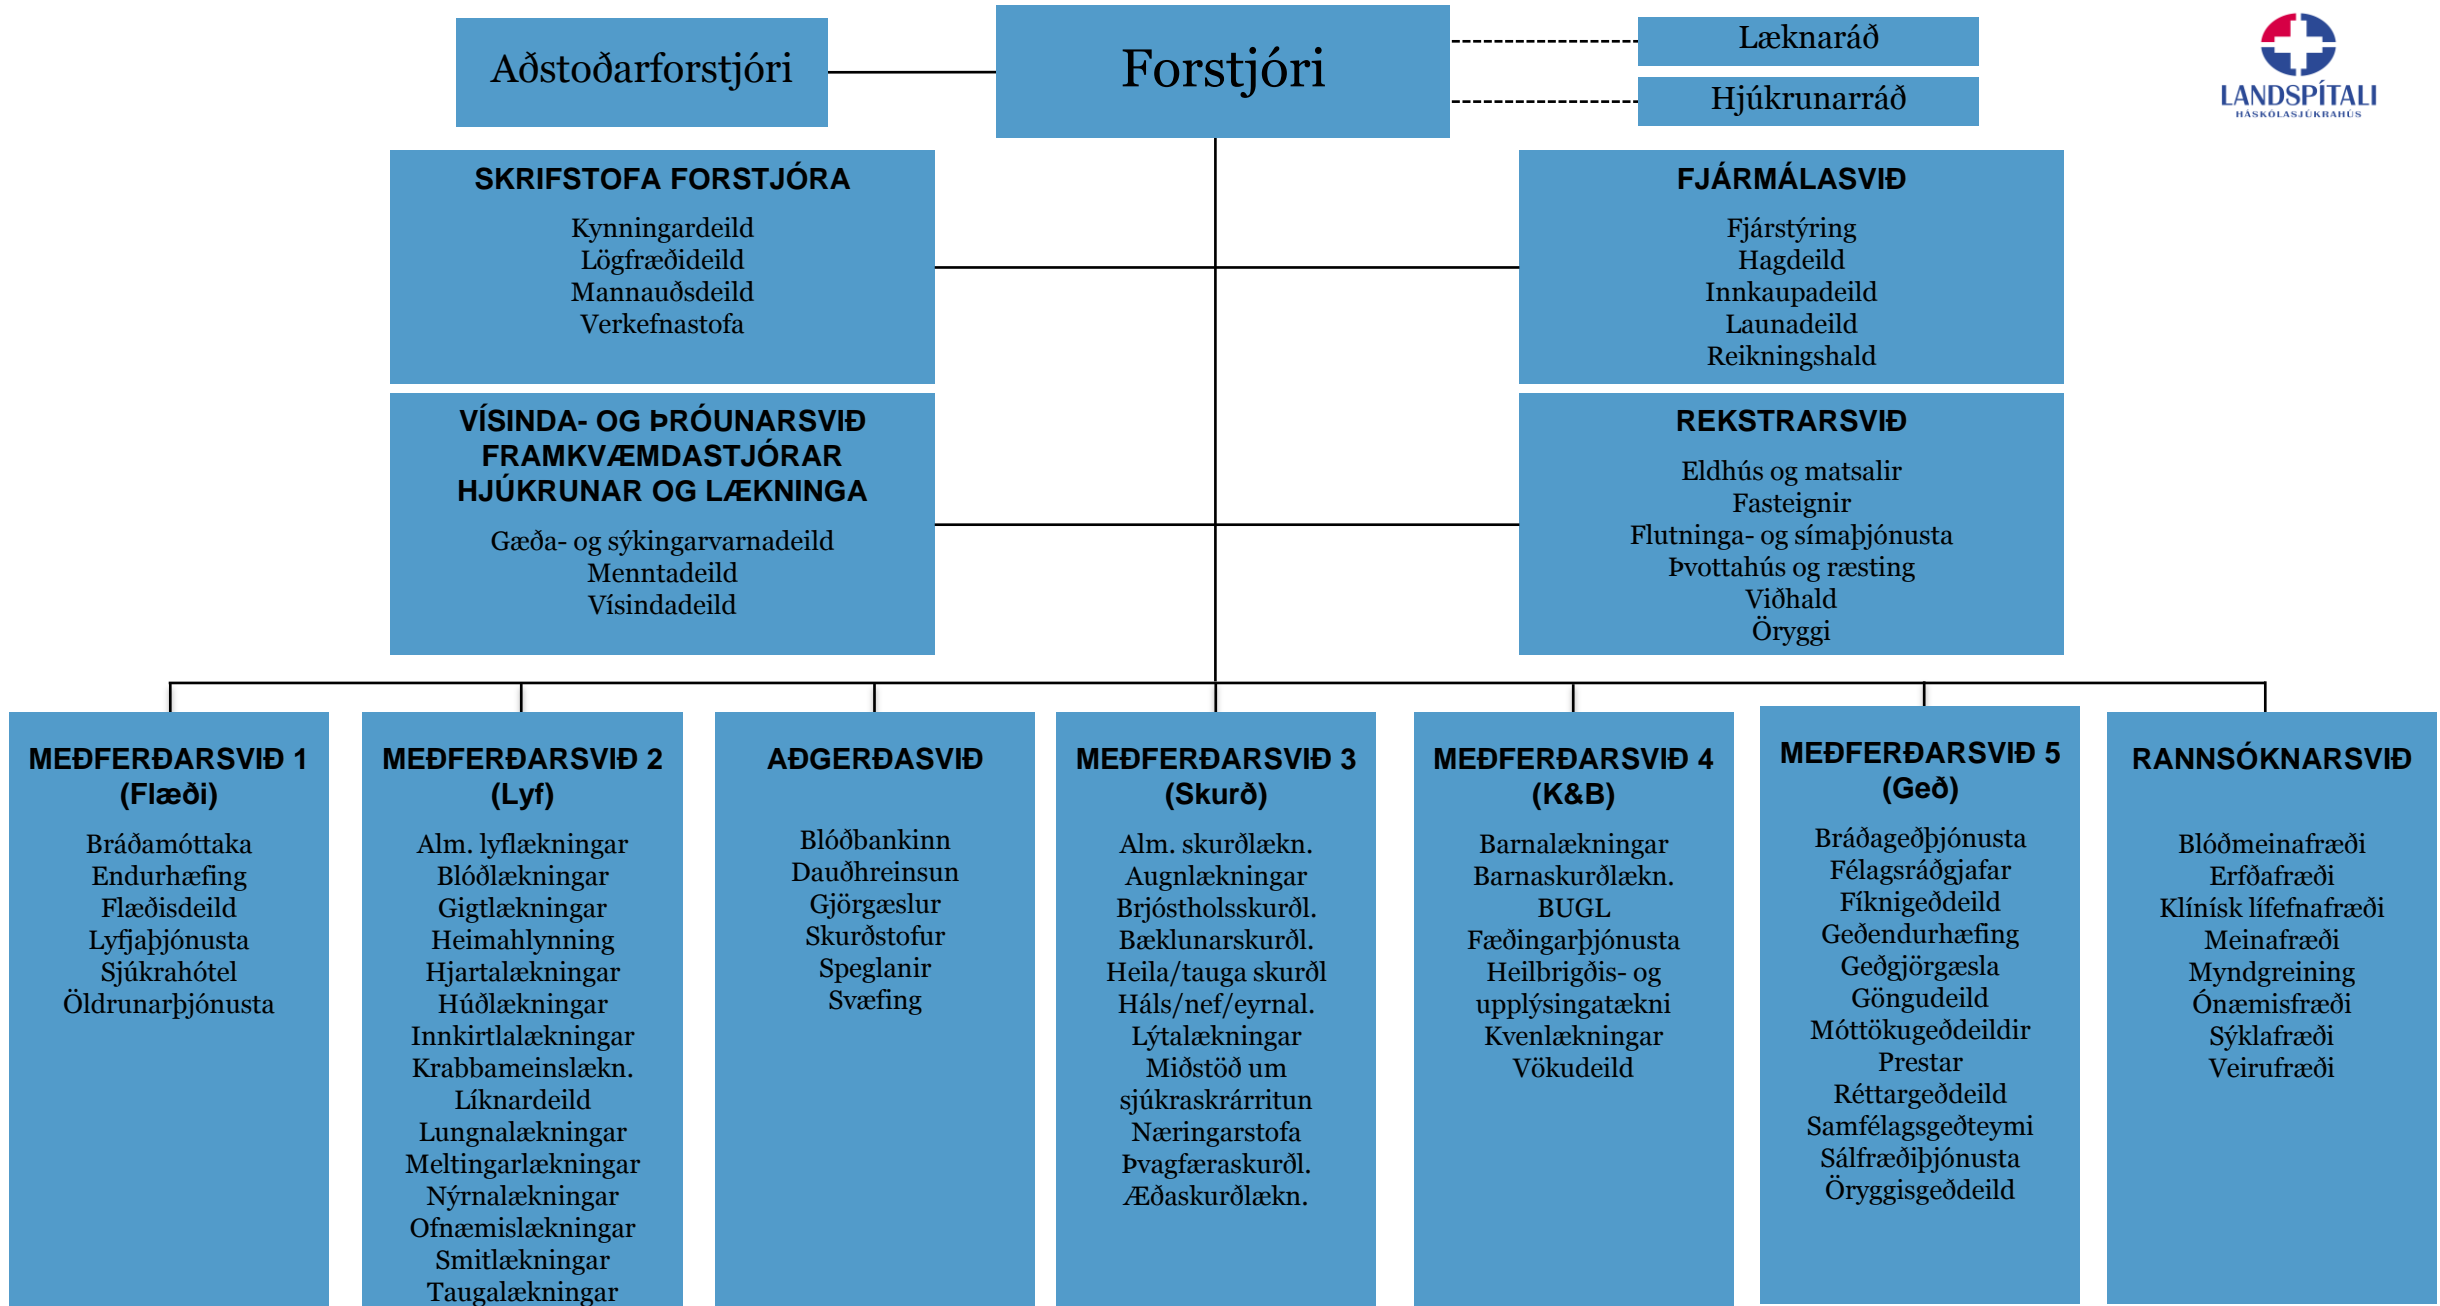 Aðstoðarforstjóri
Forstjóri
Læknaráð
Hjúkrunarráð
LANDSPÍTALI
HÁSKÓLASJÚKRAHÚS
SKRIFSTOFA FORSTJÓRA
Kynningardeild
Lögfræðideild
Mannauðsdeild
Verkefnastofa
FJÁRMÁLASVIÐ
Fjárstýring
Hagdeild
Innkaupadeild
Launadeild
Reikningshald
VÍSINDA- OG ÞRÓUNARSVIÐ
FRAMKVÆMDASTJÓRAR
HJÚKRUNAR OG LÆKNINGA
Gæða- og sýkingarvarnadeild
Menntadeild
Vísindadeild
REKSTRARSVIÐ
Eldhús og matsalir
Fasteignir
Flutninga- og símaþjónusta
Þvottahús og ræsting
Viðhald
Öryggi
MEÐFERÐARSVIÐ 1
(Flæði)
Bráðamóttaka
Endurhæfing
Flæðisdeild
Lyfjaþjónusta
Sjúkrahótel
Öldrunarþjónusta
MEÐFERÐARSVIÐ 2
(Lyf)
Alm. lyflækningar
Blóðlækningar
Gigtlækningar
Heimahlynning
Hjartalækningar
Húðlækningar
Innkirtlalækningar
Krabbameinslækn.
Líknardeild
Lungnalækningar
Meltingarlækningar
Nýrnalækningar
Ofnæmislækningar
Smitlækningar
Taugalækningar
AÐGERÐASVIÐ
Blóðbankinn
Dauðhreinsun
Gjörgæslur
Skurðstofur
Speglanir
Svæfing
MEÐFERÐARSVIÐ 3
(Skurð)
Alm. skurðlækn.
Augnlækningar
Brjóstholsskurðl.
Bæklunarskurðl.
Heila/tauga skurðl
Háls/nef/eyrnal.
Lýtalækningar
Miðstöð um
sjúkraskrárritun
Næringarstofa
Þvagfæraskurðl.
Æðaskurðlækn.
MEÐFERÐARSVIÐ 4
(K&B)
Barnalækningar
Barnaskurðlækn.
BUGL
Fæðingarþjónusta
Heilbrigðis- og
upplýsingatækni
Kvenlækningar
Vökudeild
MEÐFERÐARSVIÐ 5
(Geð)
Bráðageðþjónusta
Félagsráðgjafar
Fíknigeðdeild
Geðendurhæfing
Geðgjörgæsla
Göngudeild
Móttökugeðdeildir
Prestar
Réttargeðdeild
Samfélagsgeðteymi
Sálfræðiþjónusta
Öryggisgeðdeild
RANNSÓKNARSVIÐ
Blóðmeinafræði
Erfðafræði
Klínísk lífefnafræði
Meinafræði
Myndgreining
Ónæmisfræði
Sýklafræði
Veirufræði